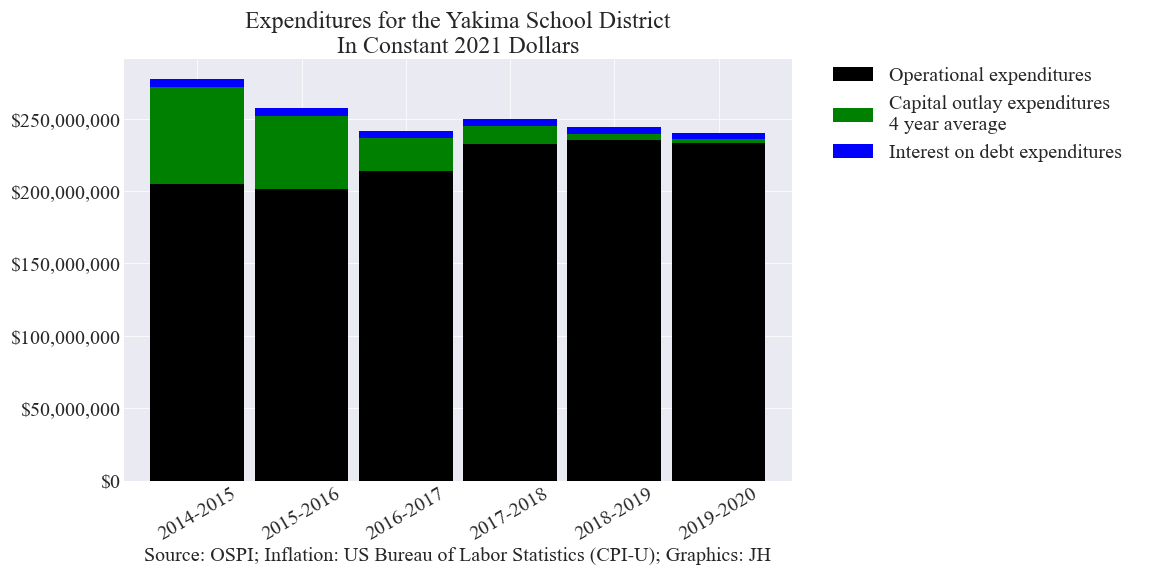 Expenditures for the Yakima School District
In Constant 2021 Dollars
Operational expenditures
Capital outlay expenditures
4 year average
Interest on debt expenditures
$250,000,000
$200,000,000
$150,000,000
$100,000,000
$50,000,000
$0
2014-2015
2015-2016
2016-2017
2017-2018
2018-2019
2019-2020
Source: OSPI; Inflation: US Bureau of Labor Statistics (CPI-U); Graphics: JH